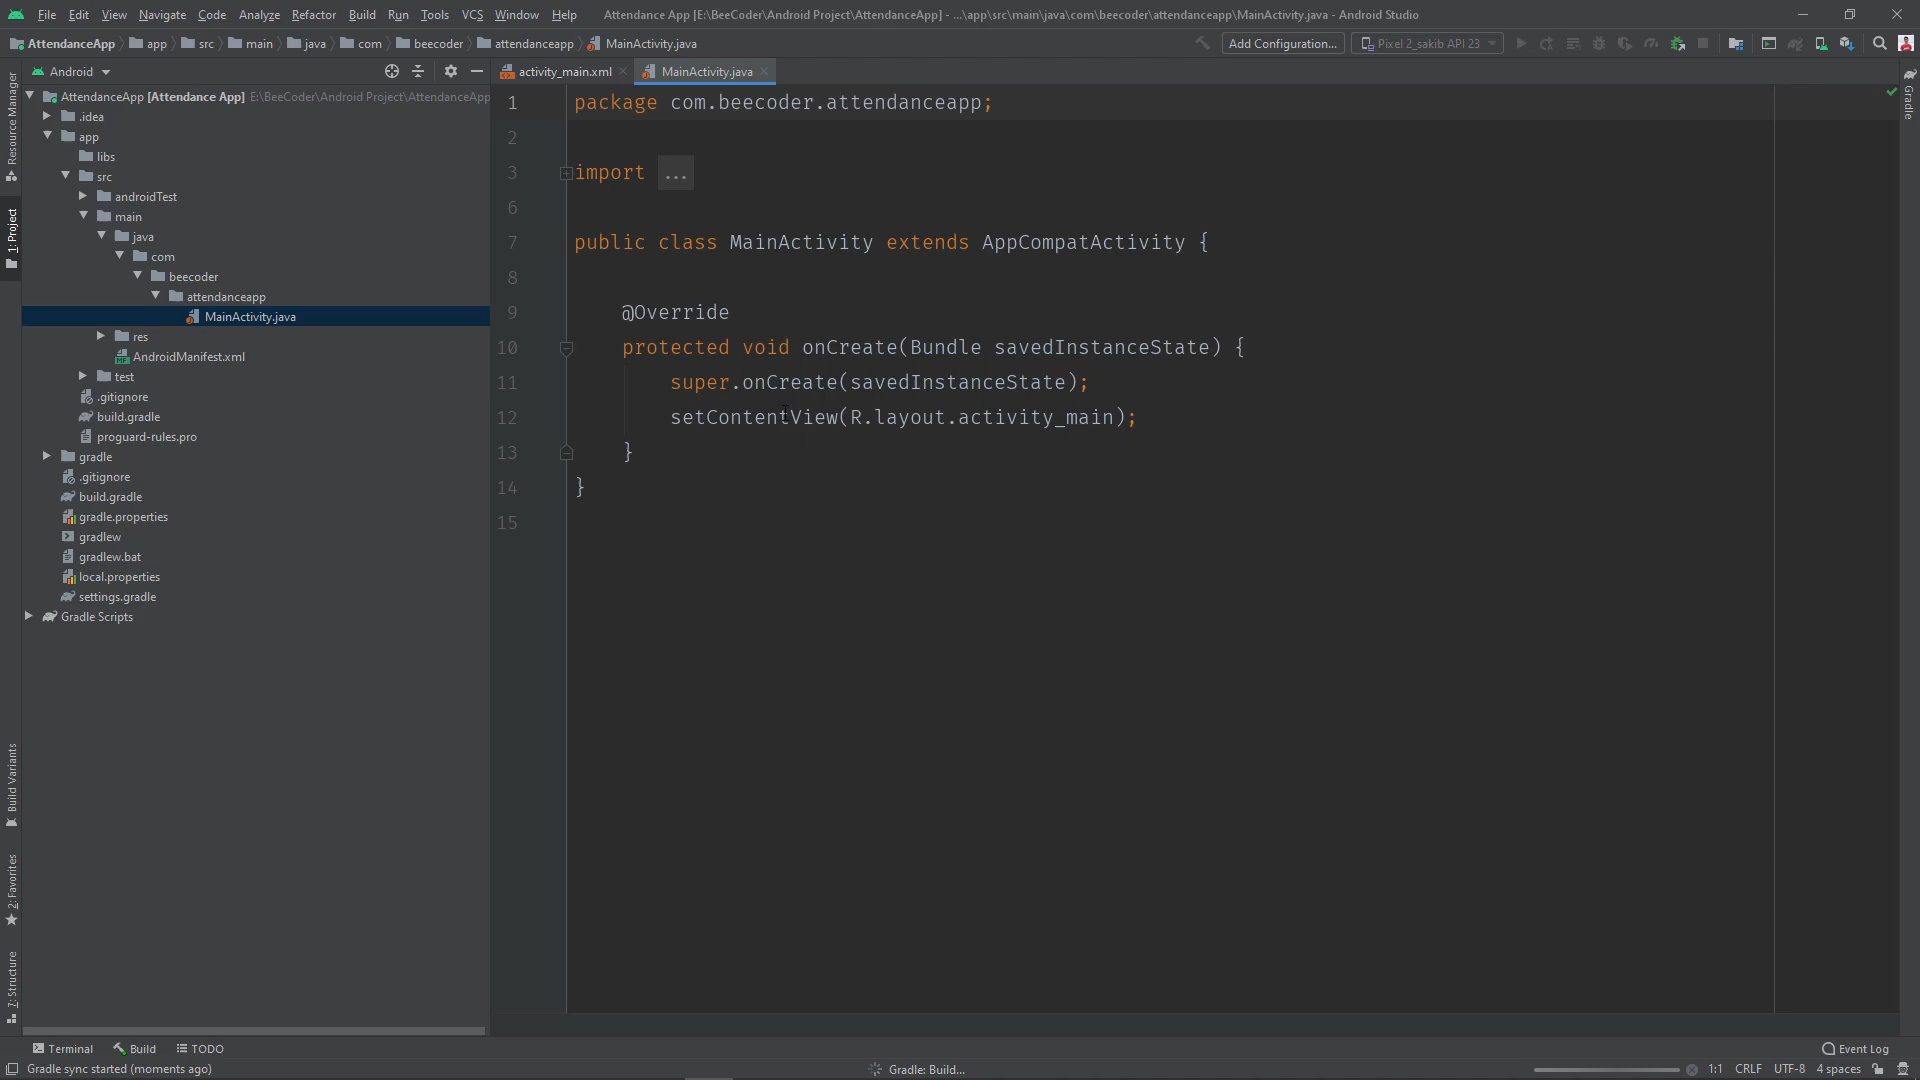 File Edit View Navigate Code Analyze Refactor Build Run Tools VCS Window Help Attendance App [E:\BeeCoder\Android Project\AttendanceApp] - ...\app\src\main\java\com\beecoder\attendanceapp\MainActivity.java - Android Studio
AttendanceApp app src main java com beecoder attendanceapp MainActivity.java Add Configuration... Pixel 2_sakib API 23
Android activity_main.xml MainActivity.java
AttendanceApp [Attendance App] E:\BeeCoder\Android Project\AttendanceApp
.idea
app
libs
src
androidTest
main
java
com
beecoder
attendanceapp
MainActivity.java
res
AndroidManifest.xml
test
.gitignore
build.gradle
proguard-rules.pro
gradle
.gitignore
build.gradle
gradle.properties
gradlew
gradlew.bat
local.properties
settings.gradle
Gradle Scripts
Resource Manager
1: Project
Build Variants
2: Favorites
7: Structure
1 package com.beecoder.attendanceapp;
2
3 import ...
6
7 public class MainActivity extends AppCompatActivity {
8
9 @Override
10 protected void onCreate(Bundle savedInstanceState) {
11 super.onCreate(savedInstanceState);
12 setContentView(R.layout.activity_main);
13 }
14 }
15
Gradle
Terminal Build TODO Event Log
Gradle sync started (moments ago) Gradle: Build... 1:1 CRLF UTF-8 4 spaces